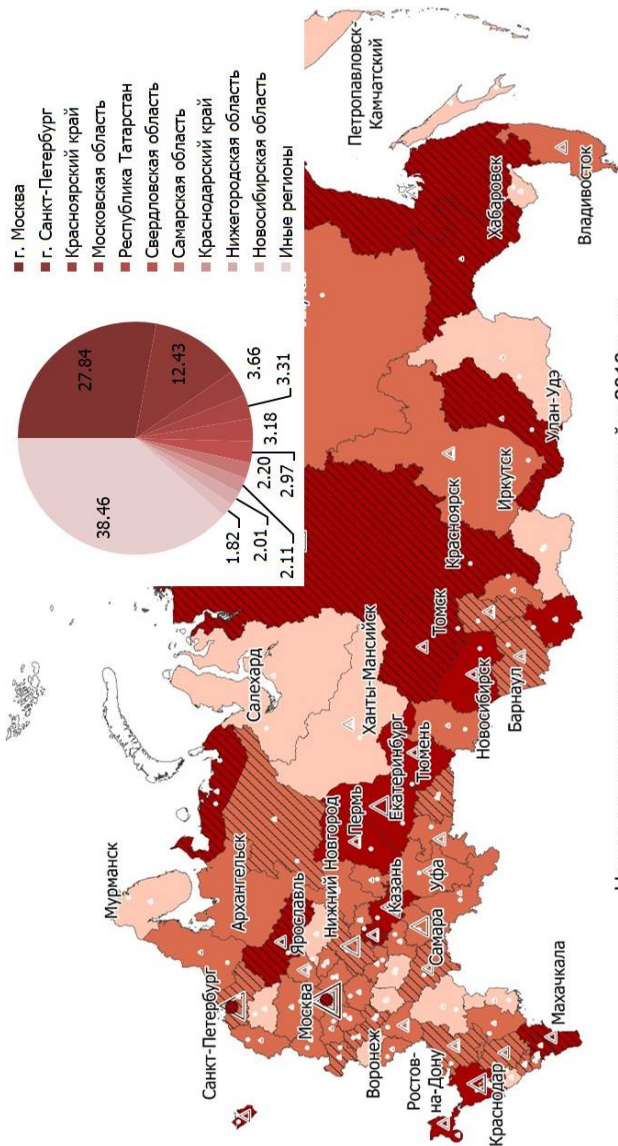 г. Москва
г. Санкт-Петербург
Красноярский край
Московская область
Республика Татарстан
Свердловская область
Самарская область
Краснодарский край
Нижегородская область
Новосибирская область
Иные регионы
27.84
12.43
3.66
3.31
3.18
2.97
2.20
2.11
2.01
1.82
38.46
Мурманск
Санкт-Петербург
Архангельск
Салехард
Петропавловск-
Камчатский
Ярославль
Москва
Нижний Новгород
Пермь
Ханты-Мансийск
Екатеринбург
Казань
Тюмень
Томск
Красноярск
Хабаровск
Воронеж
Самара
Уфа
Новосибирск
Барнаул
Иркутск
Улан-Удэ
Владивосток
Ростов-
на-Дону
Краснодар
Махачкала